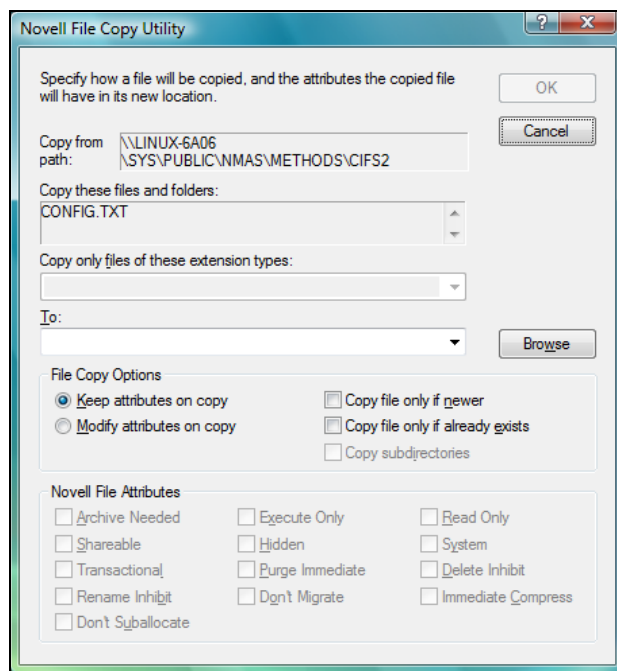 Novell File Copy Utility
Specify how a file will be copied, and the attributes the copied file
will have in its new location.
OK
Cancel
Copy from
path:
\\LINUX-6A06
\SYS\PUBLIC\NMAS\METHODS\CIFS2
Copy these files and folders:
CONFIG.TXT
Copy only files of these extension types:
To:
Browse
File Copy Options
Keep attributes on copy
Copy file only if newer
Modify attributes on copy
Copy file only if already exists
Copy subdirectories
Novell File Attributes
Archive Needed
Execute Only
Read Only
Shareable
Hidden
System
Transactional
Purge Immediate
Delete Inhibit
Rename Inhibit
Don't Migrate
Immediate Compress
Don't Suballocate